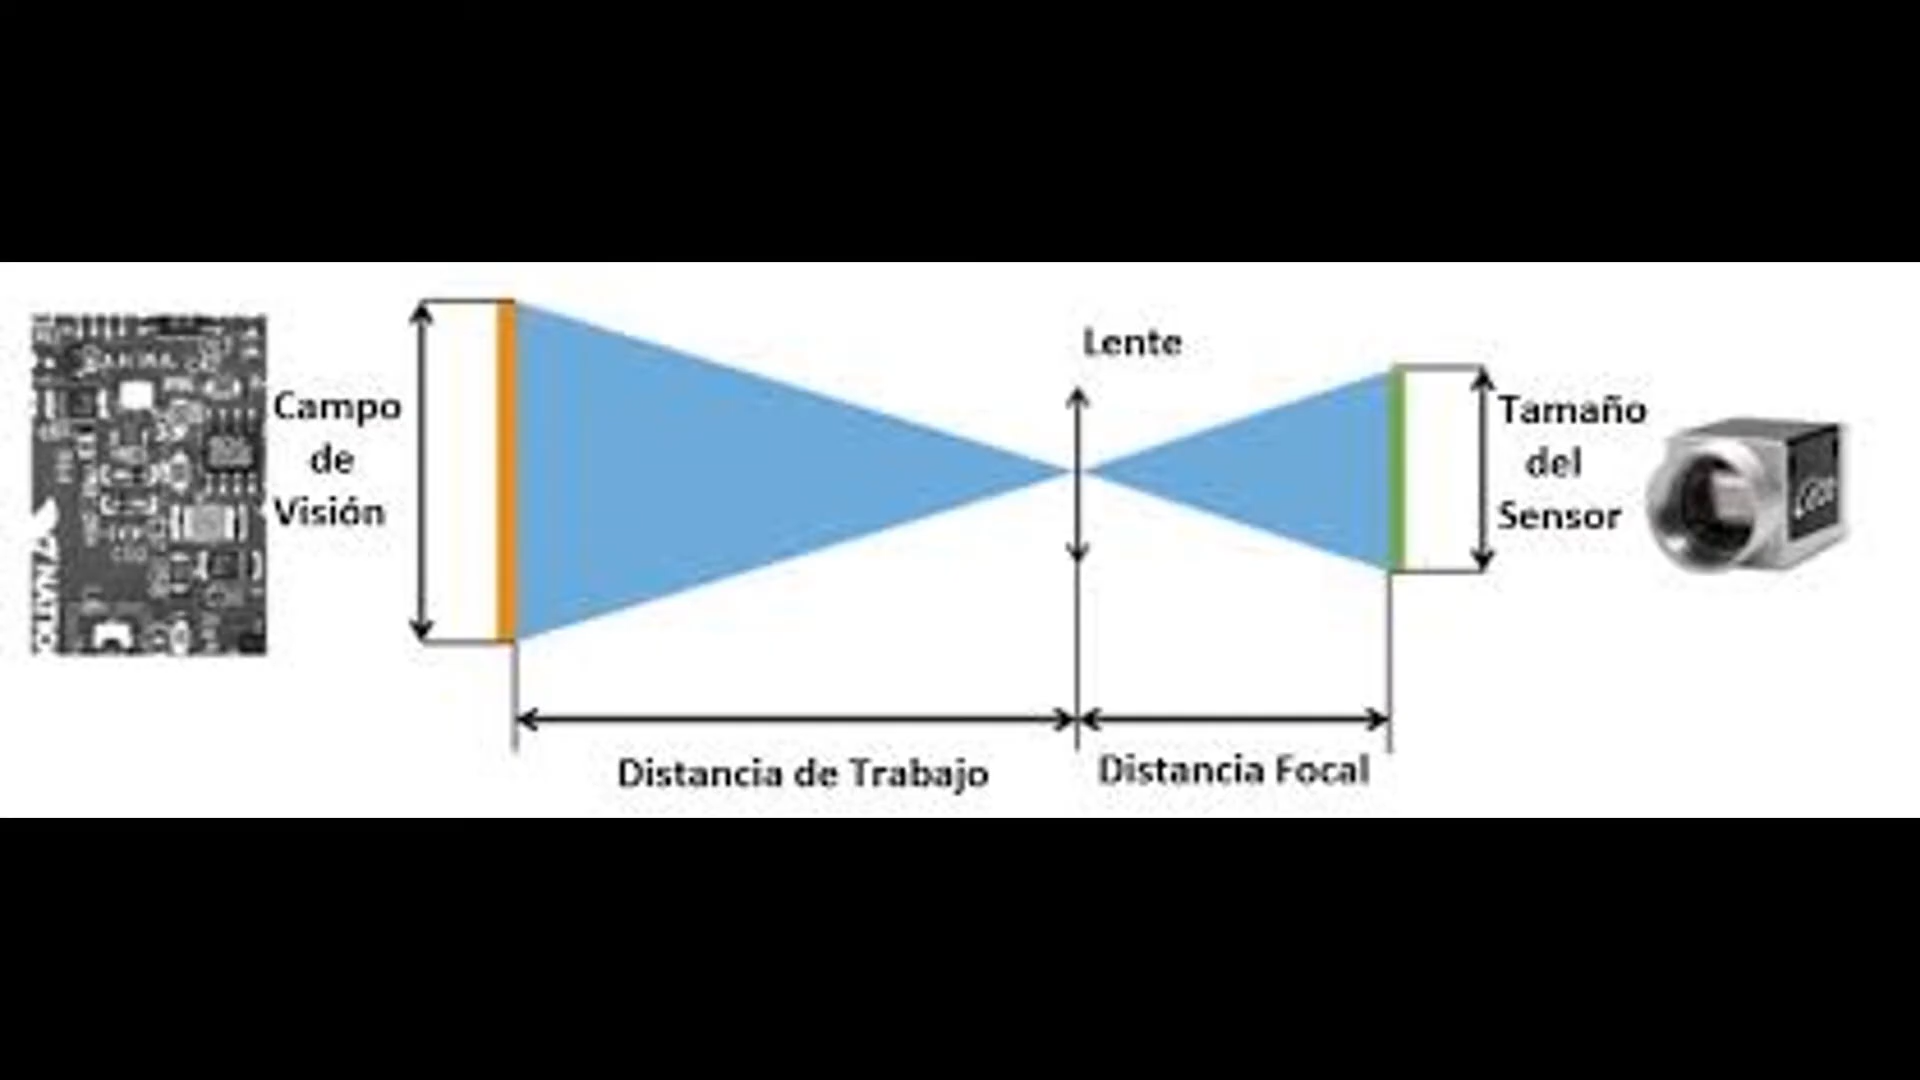 Campo
de
Visión
Lente
Tamaño
del
Sensor
Distancia de Trabajo
Distancia Focal